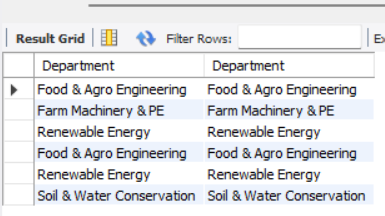 Result Grid Filter Rows: Ex
Department Department
Food & Agro Engineering Food & Agro Engineering
Farm Machinery & PE Farm Machinery & PE
Renewable Energy Renewable Energy
Food & Agro Engineering Food & Agro Engineering
Renewable Energy Renewable Energy
Soil & Water Conservation Soil & Water Conservation